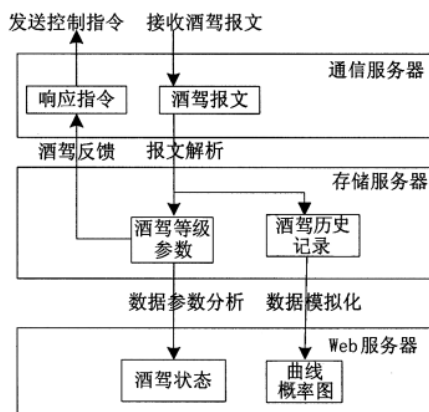 发送控制指令 接收酒驾报文
通信服务器
响应指令 酒驾报文
酒驾反馈 报文解析
存储服务器
酒驾等级
参数
酒驾历史
记录
数据参数分析 数据模拟化
Web服务器
酒驾状态
曲线
概率图